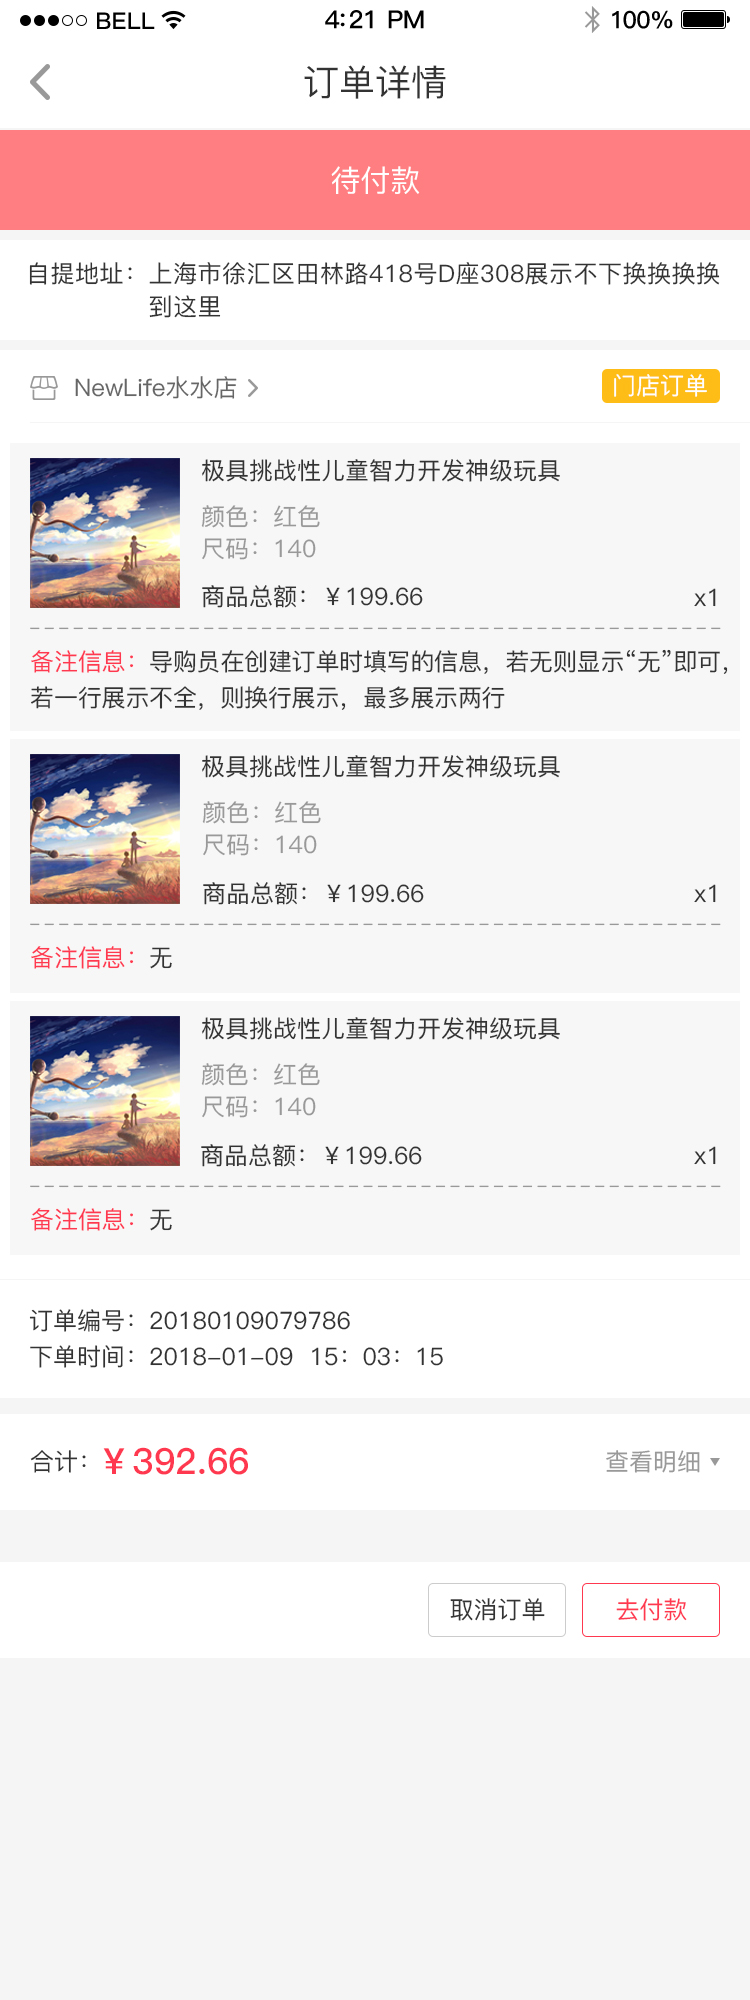 BELL 4:21 PM 100%
订单详情
待付款
自提地址：上海市徐汇区田林路418号D座308展示不下换换换换
到这里
NewLife水水店 门店订单
极具挑战性儿童智力开发神级玩具
颜色：红色
尺码：140
商品总额：￥199.66 x1
备注信息：导购员在创建订单时填写的信息，若无则显示“无”即可，
若一行展示不全，则换行展示，最多展示两行
极具挑战性儿童智力开发神级玩具
颜色：红色
尺码：140
商品总额：￥199.66 x1
备注信息：无
极具挑战性儿童智力开发神级玩具
颜色：红色
尺码：140
商品总额：￥199.66 x1
备注信息：无
订单编号：20180109079786
下单时间：2018-01-09 15：03：15
合计：￥392.66 查看明细
取消订单 去付款